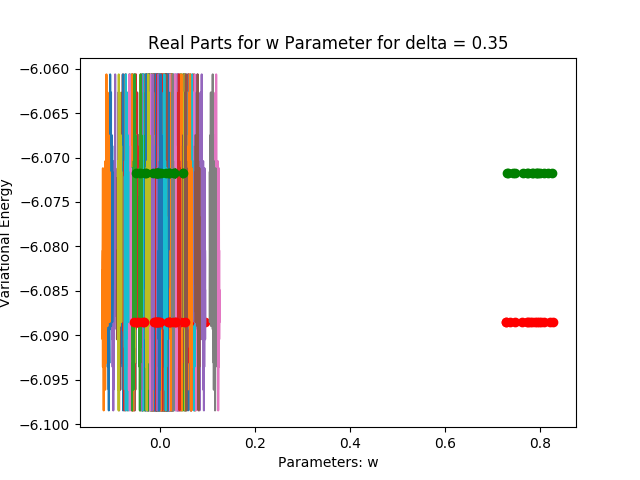 Real Parts for w Parameter for delta = 0.35
Variational Energy
−6.060
−6.065
−6.070
−6.075
−6.080
−6.085
−6.090
−6.095
−6.100
0.0 0.2 0.4 0.6 0.8
Parameters: w